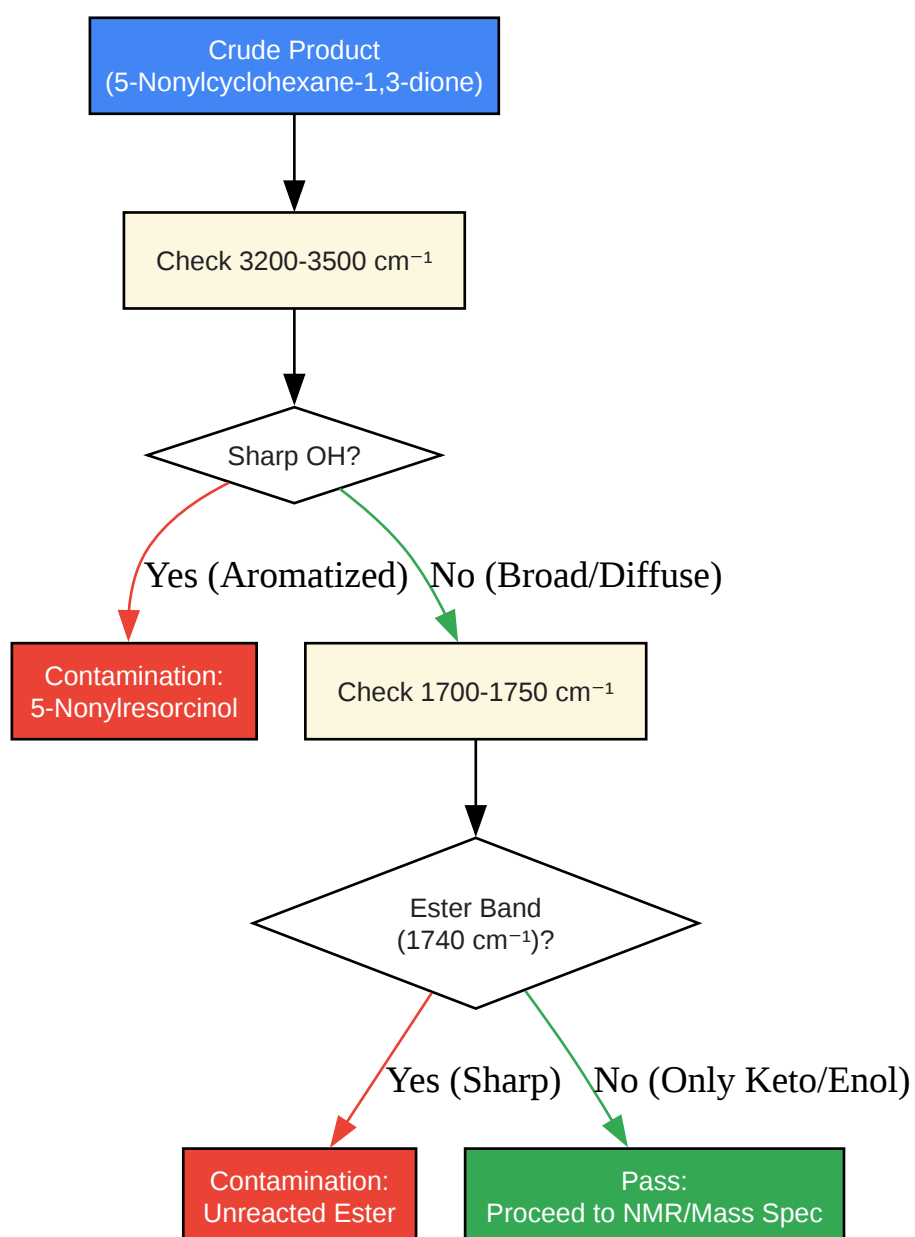 Crude Product
(5-Nonylcyclohexane-1,3-dione)
Check 3200-3500 cm⁻¹
Sharp OH?
Yes (Aromatized)
No (Broad/Diffuse)
Contamination:
5-Nonylresorcinol
Check 1700-1750 cm⁻¹
Ester Band
(1740 cm⁻¹)?
Yes (Sharp)
No (Only Keto/Enol)
Contamination:
Unreacted Ester
Pass:
Proceed to NMR/Mass Spec